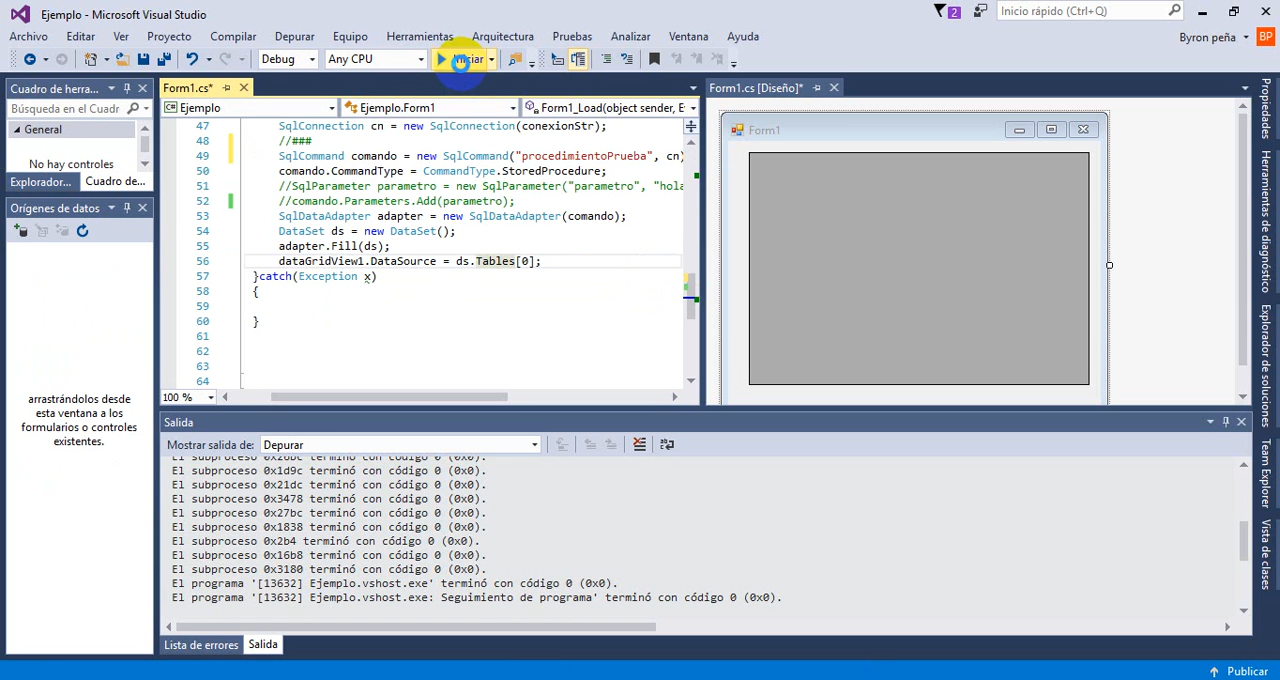 Ejemplo - Microsoft Visual Studio
2
Inicio rápido (Ctrl+Q)
Archivo Editar Ver Proyecto Compilar Depurar Equipo Herramientas Arquitectura Pruebas Analizar Ventana Ayuda
Byron peña BP
Debug Any CPU Iniciar
Cuadro de herra...
Búsqueda en el Cuadr
General
No hay controles
arrastrándolos desde
esta ventana a los
formularios o controles
existentes.
Explorador... Cuadro de...
Orígenes de datos
Form1.cs*
Ejemplo Ejemplo.Form1 Form1_Load(object sender, E
47 SqlConnection cn = new SqlConnection(conexionStr);
48 //###
49 SqlCommand comando = new SqlCommand("procedimientoPrueba", cn)
50 comando.CommandType = CommandType.StoredProcedure;
51 //SqlParameter parametro = new SqlParameter("parametro", "hola
52 //comando.Parameters.Add(parametro);
53 SqlDataAdapter adapter = new SqlDataAdapter(comando);
54 DataSet ds = new DataSet();
55 adapter.Fill(ds);
56 dataGridView1.DataSource = ds.Tables[0];
57 }catch(Exception x)
58 {
59
60 }
61
62
63
64
100 %
Form1.cs [Diseño]*
Form1
Propiedades
Herramientas de diagnóstico
Explorador de soluciones
Team Explorer
Vista de clases
Salida
Mostrar salida de: Depurar
El subproceso 0x26bc terminó con código 0 (0x0).
El subproceso 0x1d9c terminó con código 0 (0x0).
El subproceso 0x21dc terminó con código 0 (0x0).
El subproceso 0x3478 terminó con código 0 (0x0).
El subproceso 0x27bc terminó con código 0 (0x0).
El subproceso 0x1838 terminó con código 0 (0x0).
El subproceso 0x2b4 terminó con código 0 (0x0).
El subproceso 0x16b8 terminó con código 0 (0x0).
El subproceso 0x3180 terminó con código 0 (0x0).
El programa '[13632] Ejemplo.vshost.exe' terminó con código 0 (0x0).
El programa '[13632] Ejemplo.vshost.exe: Seguimiento de programa' terminó con código 0 (0x0).
Lista de errores Salida
Publicar